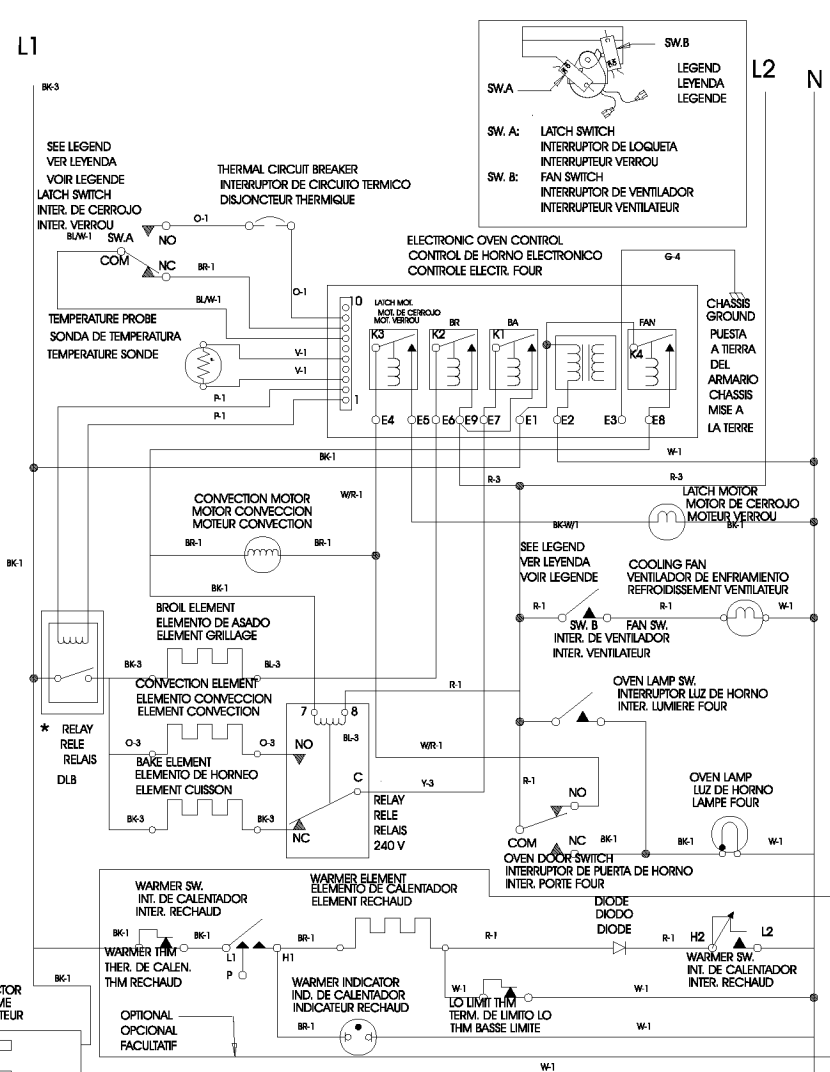 L1
BK-3
SW.B
SW.A
LEGEND
LEYENDA
LEGENDE
SW. A: LATCH SWITCH
INTERRUPTOR DE LOQUETA
INTERRUPTEUR VERROU
SW. B: FAN SWITCH
INTERRUPTOR DE VENTILADOR
INTERRUPTEUR VENTILATEUR
L2
N
SEE LEGEND
VER LEYENDA
VOIR LEGENDE
LATCH SWITCH
INTER. DE CERROJO
INTER. VERROU
BL/W-1 SW.A
COM
NO
NC
O-1
BR-1
BL/W-1
O-1
THERMAL CIRCUIT BREAKER
INTERRUPTOR DE CIRCUITO TERMICO
DISJONCTEUR THERMIQUE
TEMPERATURE PROBE
SONDA DE TEMPERATURA
TEMPERATURE SONDE
V-1
V-1
P-1
P-1
ELECTRONIC OVEN CONTROL
CONTROL DE HORNO ELECTRONICO
CONTROLE ELECTR. FOUR
G-4
10
1
LATCH MOT.
MOT. DE CERROJO
MOT. VERROU
K3
BR
K2
BA
K1
FAN
K4
E4 E5 E6 E9 E7 E1 E2 E3 E8
CHASSIS
GROUND
PUESTA
A TIERRA
DEL
ARMARIO
CHASSIS
MISE A
LA TERRE
BK-1
W-1
R-3
R-3
W/R-1
CONVECTION MOTOR
MOTOR CONVECCION
MOTEUR CONVECTION
BR-1
BR-1
BK-1
BK-1
LATCH MOTOR
MOTOR DE CERROJO
MOTEUR VERROU
BK-W/1
BK-1
SEE LEGEND
VER LEYENDA
VOIR LEGENDE
COOLING FAN
VENTILADOR DE ENFRIAMIENTO
REFROIDISSEMENT VENTILATEUR
R-1
R-1
W-1
SW. B FAN SW.
INTER. DE VENTILADOR
INTER. VENTILATEUR
BROIL ELEMENT
ELEMENTO DE ASADO
ELEMENT GRILLAGE
BK-3
BL-3
CONVECTION ELEMENT
ELEMENTO CONVECCION
ELEMENT CONVECTION
O-3
O-3
BAKE ELEMENT
ELEMENTO DE HORNEO
ELEMENT CUISSON
BK-3
BK-3
* RELAY
RELE
RELAIS
DLB
7
8
BL-3
NO
C
NC
RELAY
RELE
RELAIS
240 V
R-1
W/R-1
Y-3
OVEN LAMP SW.
INTERRUPTOR LUZ DE HORNO
INTER. LUMIERE FOUR
R-1
NO
COM
NC
BK-1
OVEN DOOR SWITCH
INTERRUPTOR DE PUERTA DE HORNO
INTER. PORTE FOUR
OVEN LAMP
LUZ DE HORNO
LAMPE FOUR
BK-1
W-1
WARMER SW.
INT. DE CALENTADOR
INTER. RECHAUD
WARMER ELEMENT
ELEMENTO DE CALENTADOR
ELEMENT RECHAUD
DIODE
DIODO
DIODE
BK-1
BK-1
BR-1
R-1
R-1
H2
L2
L1
H1
P
WARMER THM
THER. DE CALEN.
THM RECHAUD
WARMER SW.
INT. DE CALENTADOR
INTER. RECHAUD
BK-1
WARMER INDICATOR
IND. DE CALENTADOR
INDICATEUR RECHAUD
W-1
W-1
LO LIMIT THM
TERM. DE LIMITO LO
THM BASSE LIMITE
BR-1
W-1
OPTIONAL
OPCIONAL
FACULTATIF
W-1